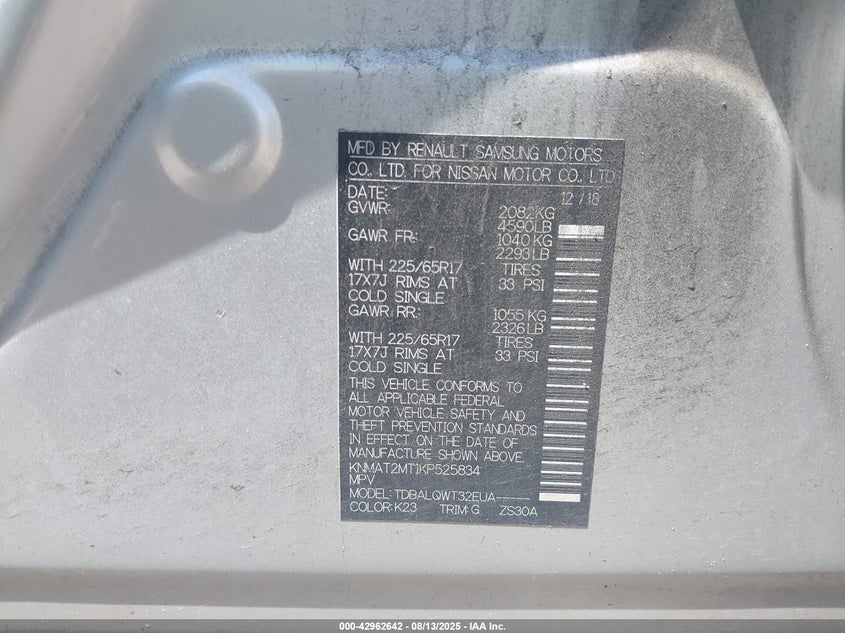 MFD BY RENAULT SAMSUNG MOTORS
CO. LTD. FOR NISSAN MOTOR CO. LTD
DATE: 12 / 18
GVWR: 2082KG
4590LB
GAWR FR: 1040 KG
2293LB
WITH 225/65R17 TIRES
17X7J RIMS AT 33 PSI
COLD SINGLE
GAWR RR: 1055 KG
2326LB
WITH 225/65R17 TIRES
17X7J RIMS AT 33 PSI
COLD SINGLE
THIS VEHICLE CONFORMS TO
ALL APPLICABLE FEDERAL
MOTOR VEHICLE SAFETY AND
THEFT PREVENTION STANDARDS
IN EFFECT ON THE DATE OF
MANUFACTURE SHOWN ABOVE.
KNMAT2MT1KP525834
MPV
MODEL: TDBALQWT32EUA-----
COLOR: K23 TRIM: G ZS30A
000-42962642 - 08/13/2025 - IAA Inc.